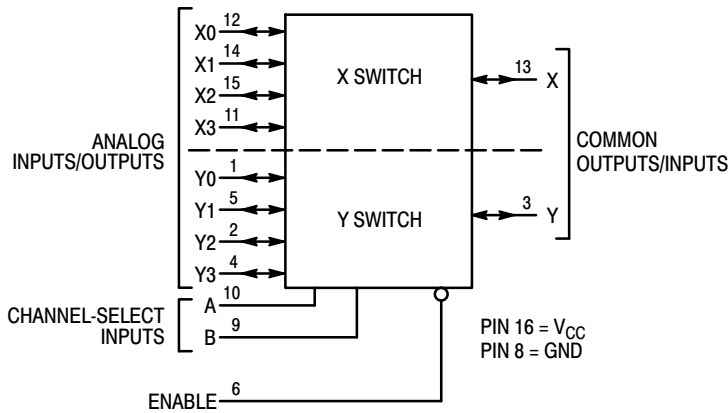 X0 12
X1 14
X2 15
X3 11
X SWITCH
13 X
ANALOG
INPUTS/OUTPUTS
COMMON
OUTPUTS/INPUTS
Y0 1
Y1 5
Y2 2
Y3 4
Y SWITCH
3 Y
CHANNEL-SELECT
INPUTS
A 10
B 9
PIN 16 = VCC
PIN 8 = GND
ENABLE 6